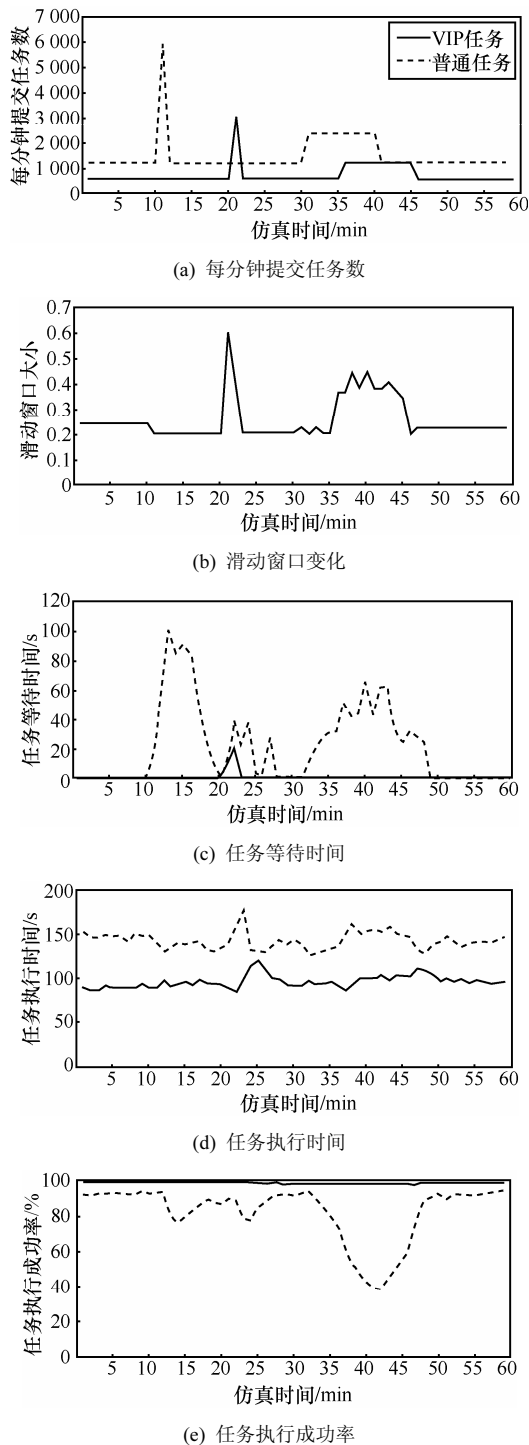 7 000
6 000
5 000
4 000
3 000
2 000
1 000
0
每分钟提交任务数
VIP任务
普通任务
5 10 15 20 25 30 35 40 45 50 55 60
仿真时间/min
(a) 每分钟提交任务数
0.7
0.6
0.5
0.4
0.3
0.2
0.1
0
滑动窗口大小
5 10 15 20 25 30 35 40 45 50 55 60
仿真时间/min
(b) 滑动窗口变化
120
100
80
60
40
20
0
任务等待时间/s
5 10 15 20 25 30 35 40 45 50 55 60
仿真时间/min
(c) 任务等待时间
200
150
100
50
0
任务执行时间/s
5 10 15 20 25 30 35 40 45 50 55 60
仿真时间/min
(d) 任务执行时间
100
80
60
40
20
0
任务执行成功率/%
5 10 15 20 25 30 35 40 45 50 55 60
仿真时间/min
(e) 任务执行成功率